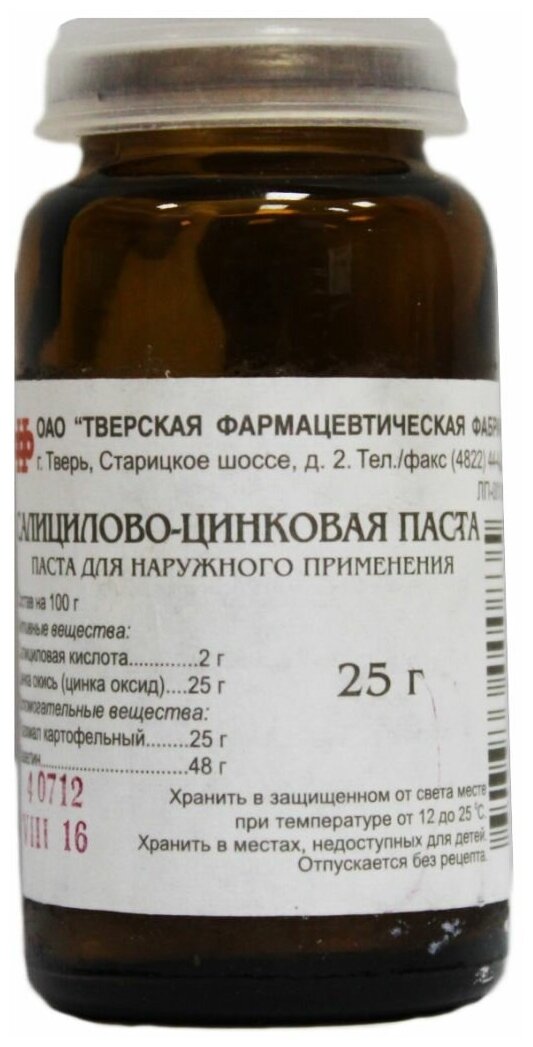 ОАО "ТВЕРСКАЯ ФАРМАЦЕВТИЧЕСКАЯ
г. Тверь, Старицкое шоссе, д. 2. Тел./факс (4822)
САЛИЦИЛОВО-ЦИНКОВАЯ ПАСТА
ПАСТА ДЛЯ НАРУЖНОГО ПРИМЕНЕНИЯ
на 100 г
вещества:
кислота 2 г
окись (цинка оксид) 25 г
вещества:
картофельный 25 г
48 г
25 г
40712
VIII 16
Хранить в защищенном от света месте
при температуре от 12 до 25 °С.
Хранить в местах, недоступных для детей.
Отпускается без рецепта.